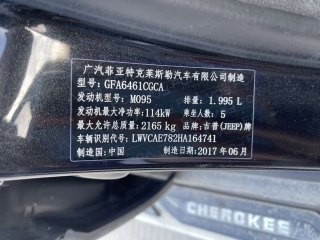 广汽菲亚特克莱斯勒汽车有限公司制造
型号: GFA6461CGCA
发动机型号: M095 排量: 1.995 L
发动机最大净功率: 114kW 乘坐人数: 5
最大允许总质量: 2165 kg 品牌: 吉普(JEEP)牌
车辆识别代号: LWVCAE782HA164741
制造国: 中国 制造日期: 2017年06月
CHEROKEE